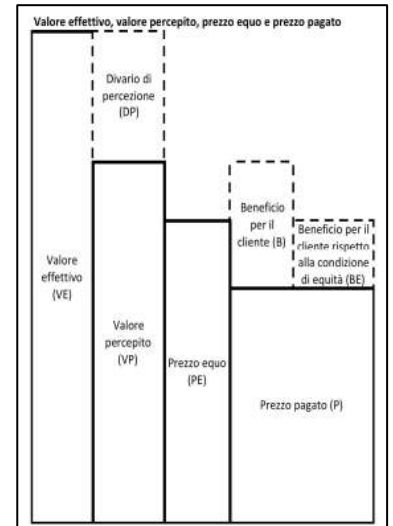 Valore effettivo, valore percepito, prezzo equo e prezzo pagato
Divario di
percezione
(DP)
Valore
effettivo
(VE)
Valore
percepito
(VP)
Prezzo equo
(PE)
Beneficio
per il
cliente (B)
Beneficio per il
cliente rispetto
alla condizione
di equità (BE)
Prezzo pagato (P)